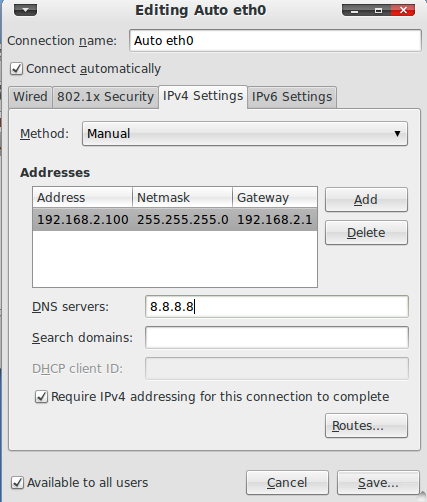 Editing Auto eth0
Connection name: Auto eth0
Connect automatically
Wired 802.1x Security IPv4 Settings IPv6 Settings
Method: Manual
Addresses
Address Netmask Gateway
192.168.2.100 255.255.255.0 192.168.2.1
Add
Delete
DNS servers: 8.8.8.8
Search domains:
DHCP client ID:
Require IPv4 addressing for this connection to complete
Routes...
Available to all users Cancel Save...